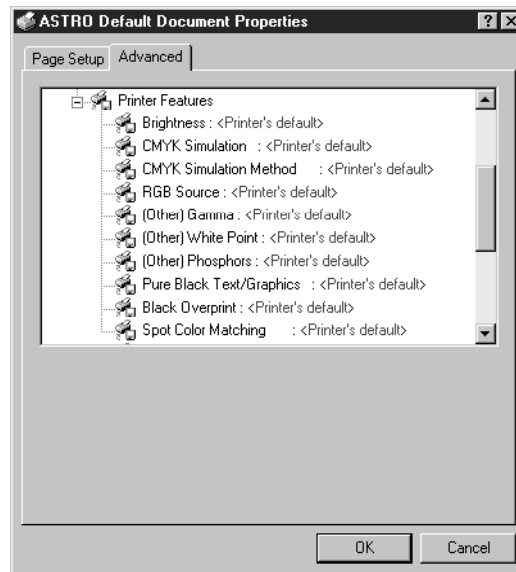 ASTRO Default Document Properties
Page Setup Advanced
Printer Features
Brightness : <Printer's default>
CMYK Simulation : <Printer's default>
CMYK Simulation Method : <Printer's default>
RGB Source : <Printer's default>
(Other) Gamma : <Printer's default>
(Other) White Point : <Printer's default>
(Other) Phosphors : <Printer's default>
Pure Black Text/Graphics : <Printer's default>
Black Overprint : <Printer's default>
Spot Color Matching : <Printer's default>
OK Cancel